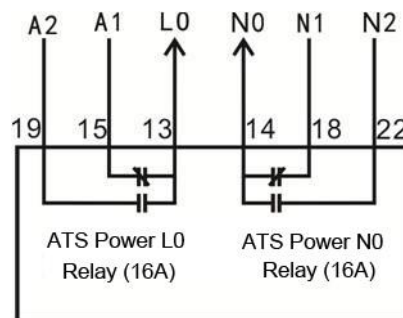 A2 A1 L0 N0 N1 N2
19 15 13 14 18 22
ATS Power L0 ATS Power N0
Relay (16A) Relay (16A)